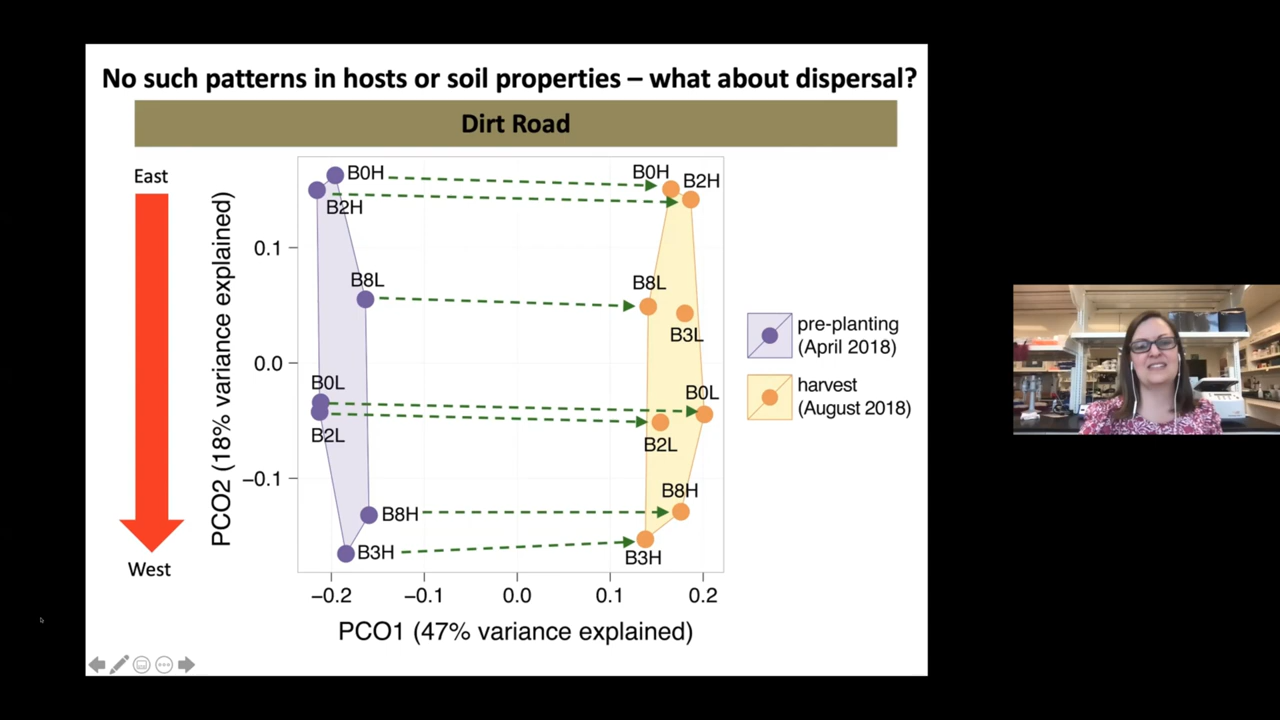 No such patterns in hosts or soil properties – what about dispersal?
Dirt Road
East
West
PCO2 (18% variance explained)
0.1
0.0
−0.1
B0H
B2H
B8L
B0L
B2L
B8H
B3H
B0H
B2H
B8L
B3L
B0L
B2L
B8H
B3H
−0.2
−0.1
0.0
0.1
0.2
PCO1 (47% variance explained)
pre-planting
(April 2018)
harvest
(August 2018)